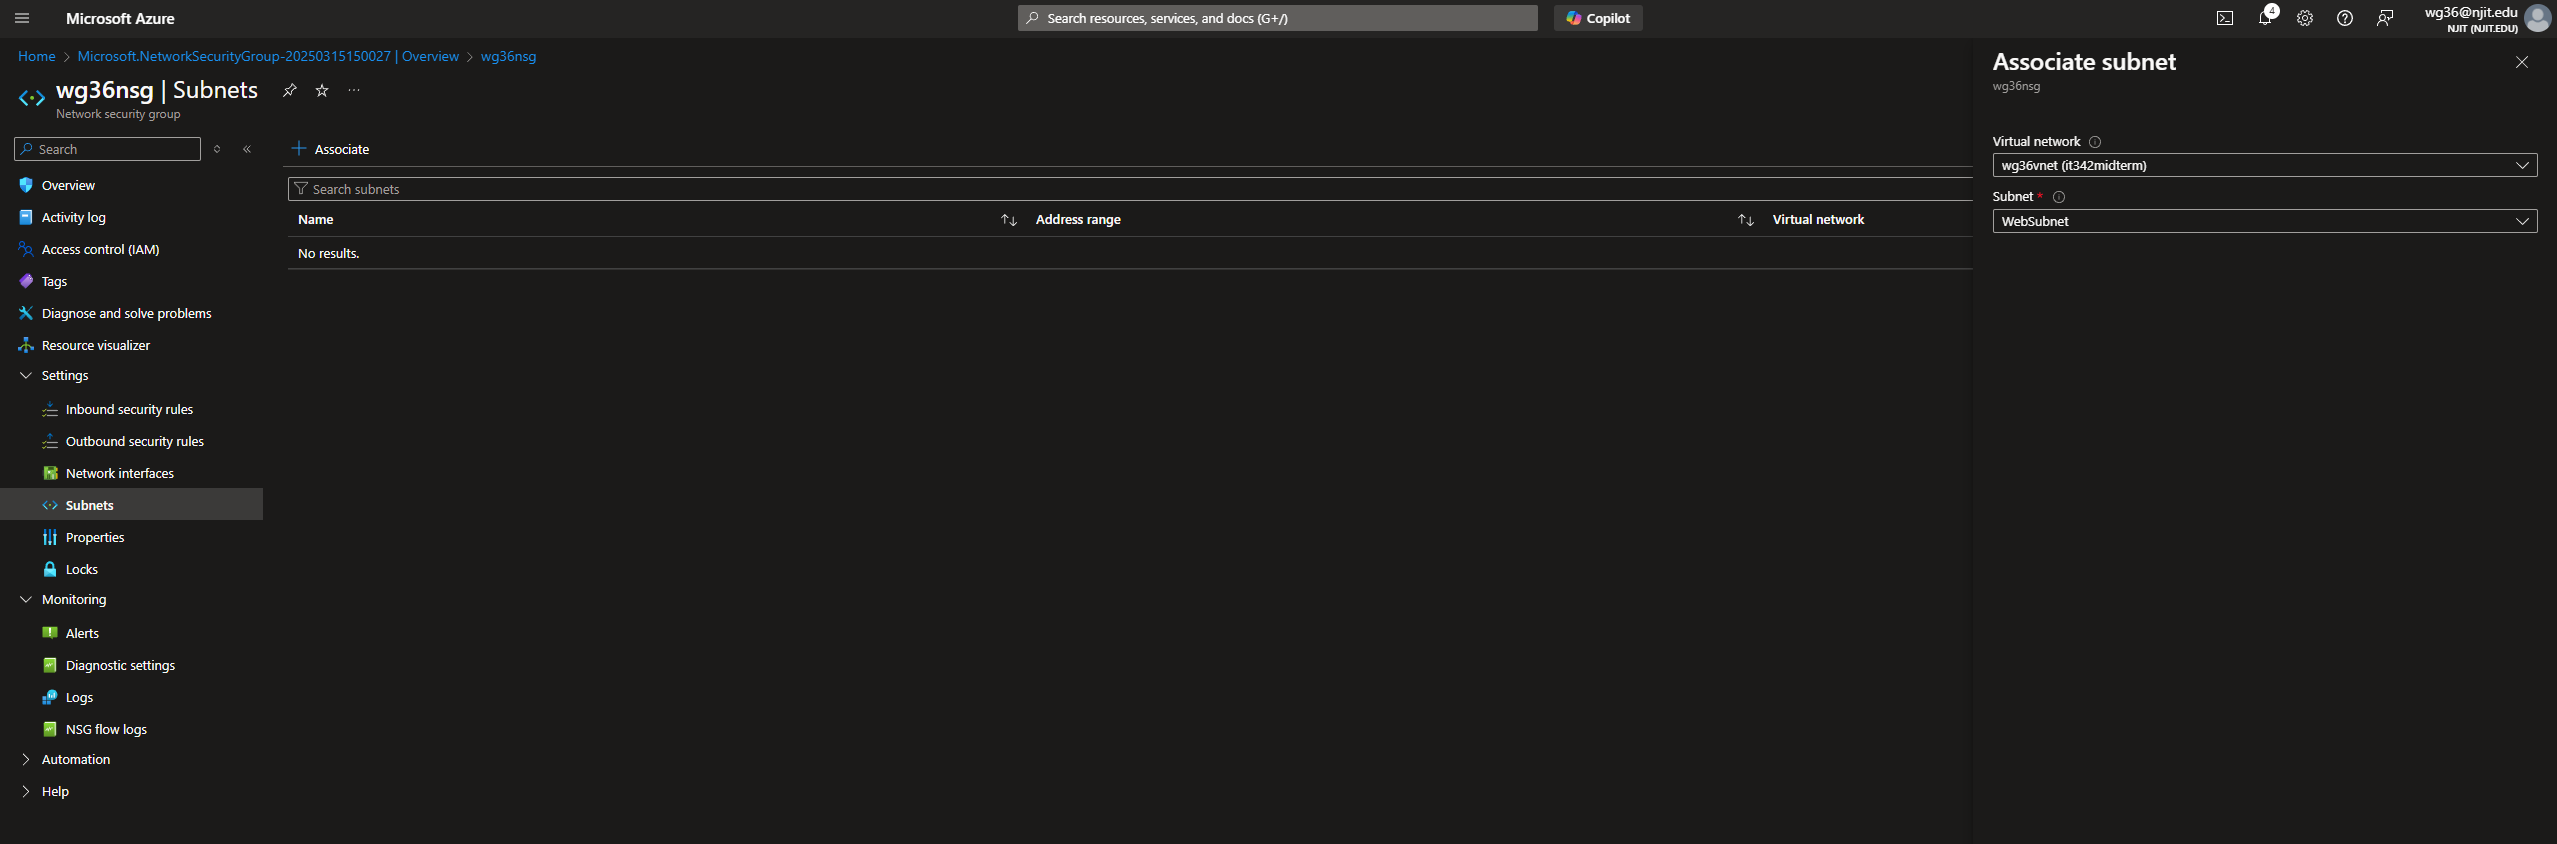 Microsoft Azure
Search resources, services, and docs (G+/)
Copilot
4
wg36@njit.edu
NJIT (NJIT.EDU)
Home > Microsoft.NetworkSecurityGroup-20250315150027 | Overview > wg36nsg
wg36nsg | Subnets
Network security group
Search
Overview
Activity log
Access control (IAM)
Tags
Diagnose and solve problems
Resource visualizer
Settings
Inbound security rules
Outbound security rules
Network interfaces
Subnets
Properties
Locks
Monitoring
Alerts
Diagnostic settings
Logs
NSG flow logs
Automation
Help
Associate
Search subnets
Name Address range Virtual network
No results.
Associate subnet
wg36nsg
Virtual network
wg36vnet (it342midterm)
Subnet *
WebSubnet